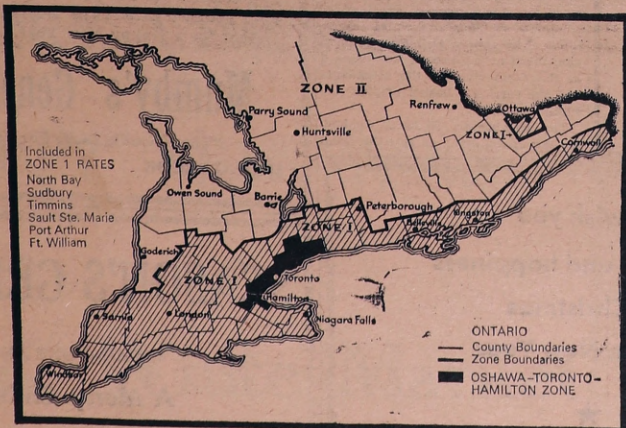 ZONE II
Parry Sound
Renfrew
Ottawa
ZONE I
Huntsville
Cornwall
Included in
ZONE 1 RATES
North Bay
Sudbury
Timmins
Sault Ste. Marie
Port Arthur
Ft. William
Owen Sound
Barrie
Peterborough
Kingston
Belleville
Goderich
ZONE I
ZONE I
Toronto
Hamilton
Sarnia
London
Niagara Falls
Windsor
ONTARIO
County Boundaries
Zone Boundaries
OSHAWA-TORONTO-
HAMILTON ZONE